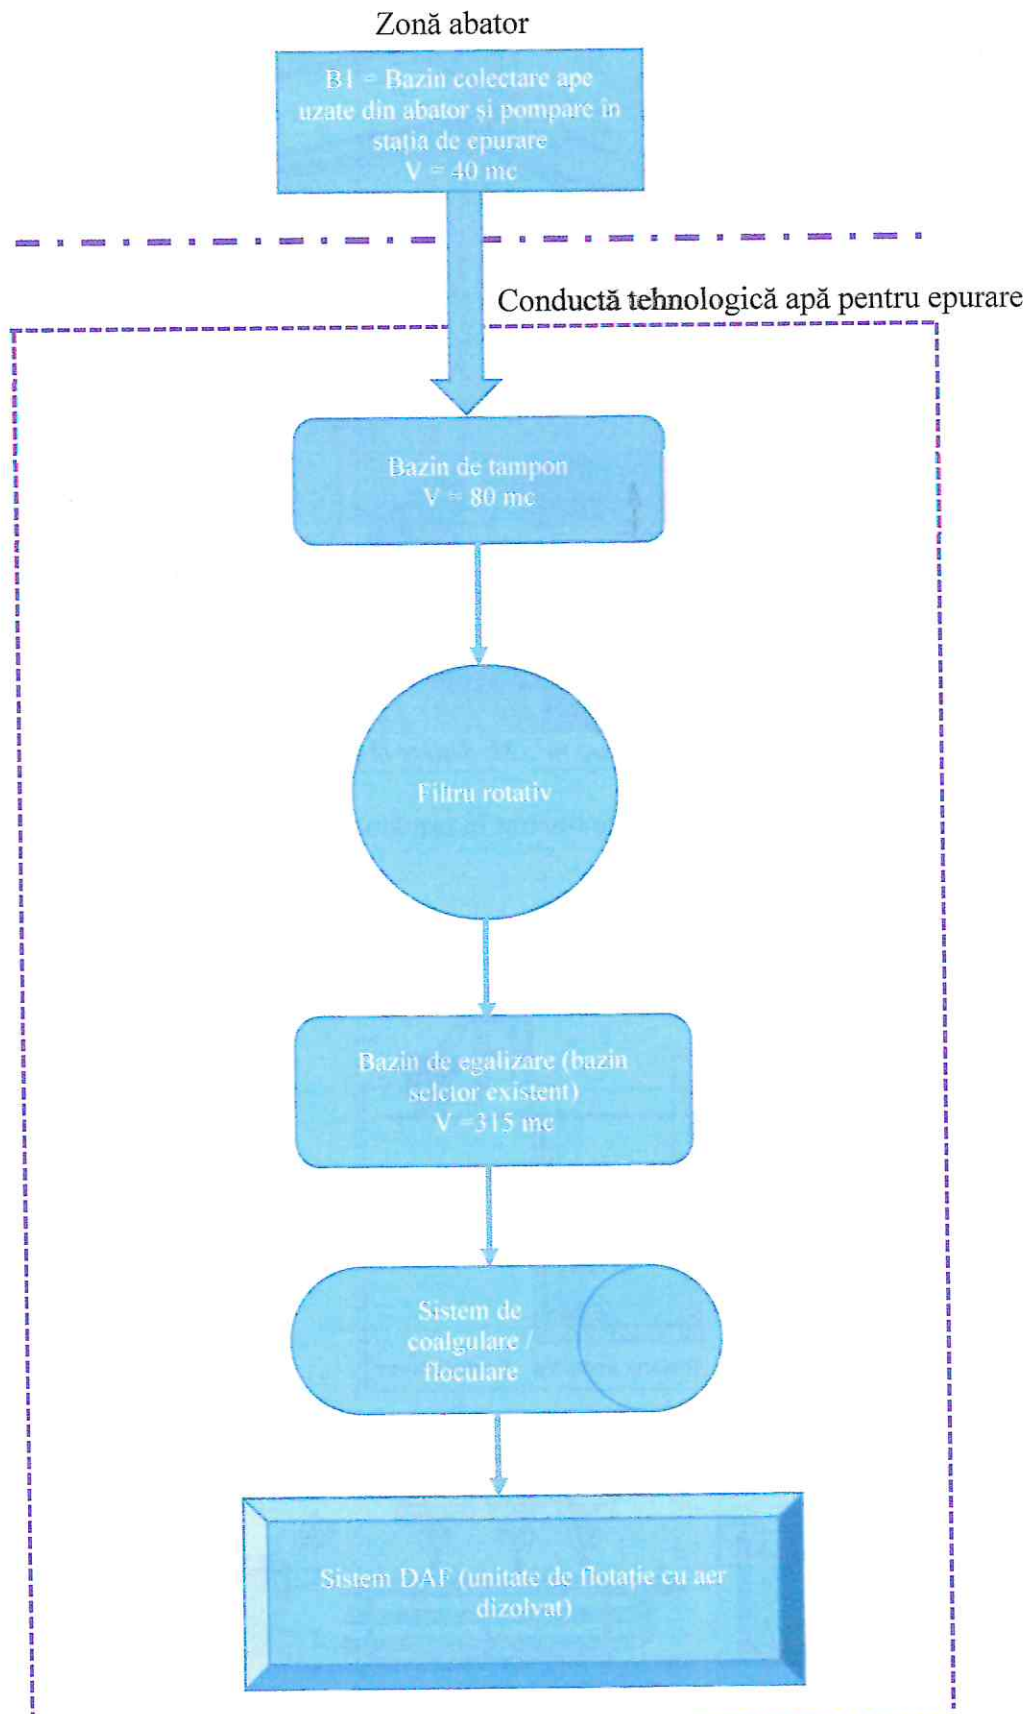 Zonă abator
B1 = Bazin colectare ape
uzate din abator și pompare în
stația de epurare
V = 40 mc
Conductă tehnologică apă pentru epurare
Bazin de tampon
V = 80 mc
Filtru rotativ
Bazin de egalizare (bazin
selctor existent)
V =315 mc
Sistem de
coalgulare /
floculare
Sistem DAF (unitate de flotație cu aer
dizolvat)